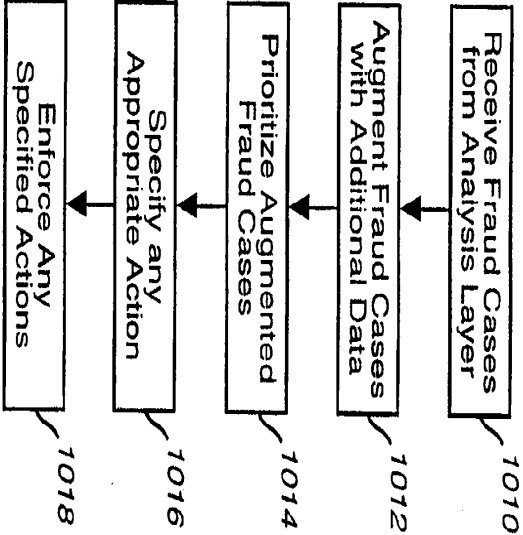 Receive Fraud Cases
from Analysis Layer
1010
Augment Fraud Cases
with Additional Data
1012
Prioritize Augmented
Fraud Cases
1014
Specify any
Appropriate Action
1016
Enforce Any
Specified Actions
1018